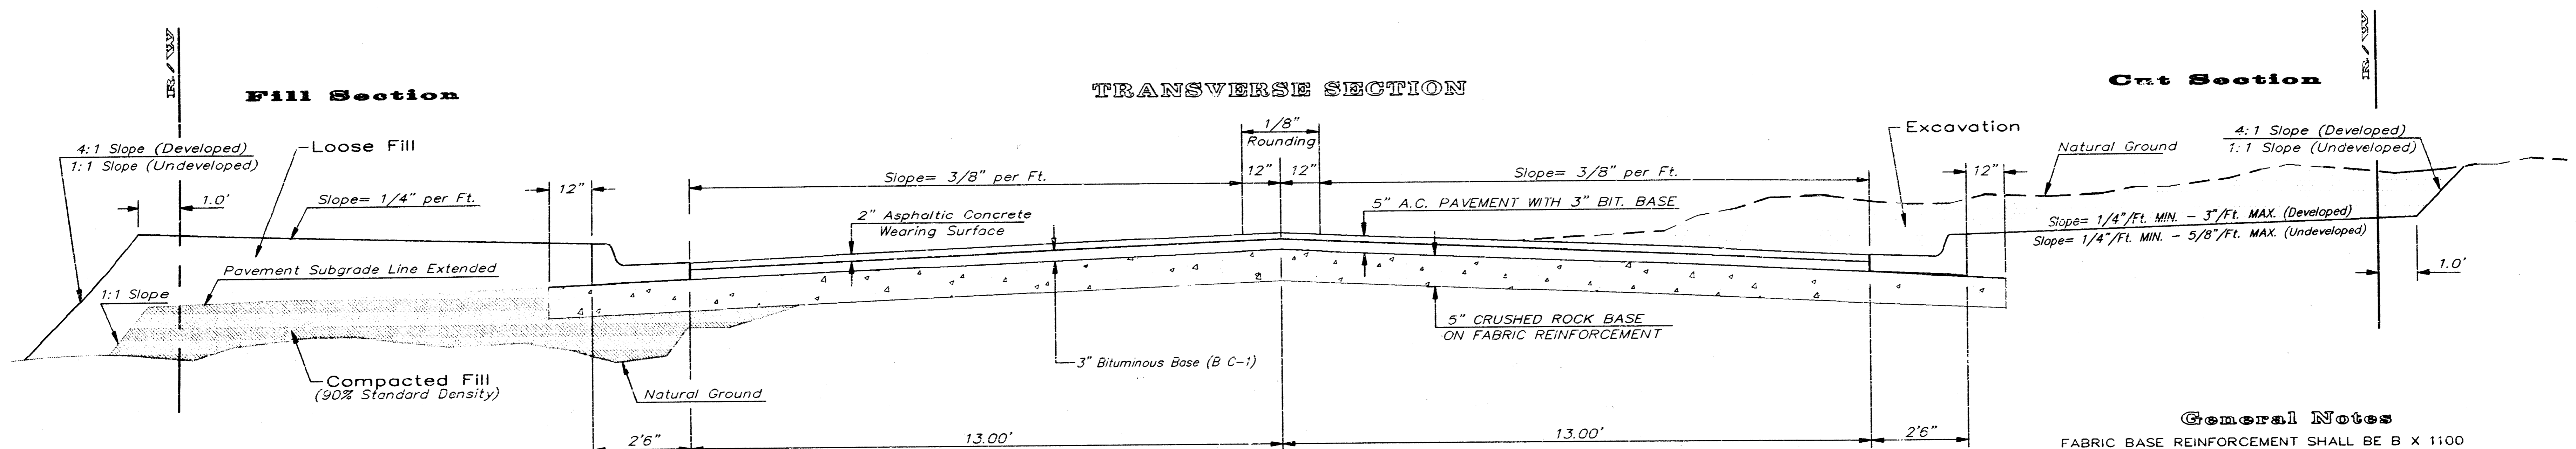 R/W
R/W
Fill Section
TRANSVERSE SECTION
Cut Section
1/8"
Rounding
4:1 Slope (Developed)
1:1 Slope (Undeveloped)
Loose Fill
Excavation
Natural Ground
4:1 Slope (Developed)
1:1 Slope (Undeveloped)
12"
Slope= 3/8" per Ft.
12"
12"
Slope= 3/8" per Ft.
12"
1.0'
Slope= 1/4" per Ft.
2" Asphaltic Concrete
Wearing Surface
5" A.C. PAVEMENT WITH 3" BIT. BASE
Slope= 1/4"/Ft. MIN. - 3"/Ft. MAX. (Developed)
Slope= 1/4"/Ft. MIN. - 5/8"/Ft. MAX. (Undeveloped)
Pavement Subgrade Line Extended
1.0'
1:1 Slope
5" CRUSHED ROCK BASE
ON FABRIC REINFORCEMENT
3" Bituminous Base (B C-1)
Compacted Fill
(90% Standard Density)
Natural Ground
General Notes
2'6"
13.00'
13.00'
2'6"
FABRIC BASE REINFORCEMENT SHALL BE B X 1100